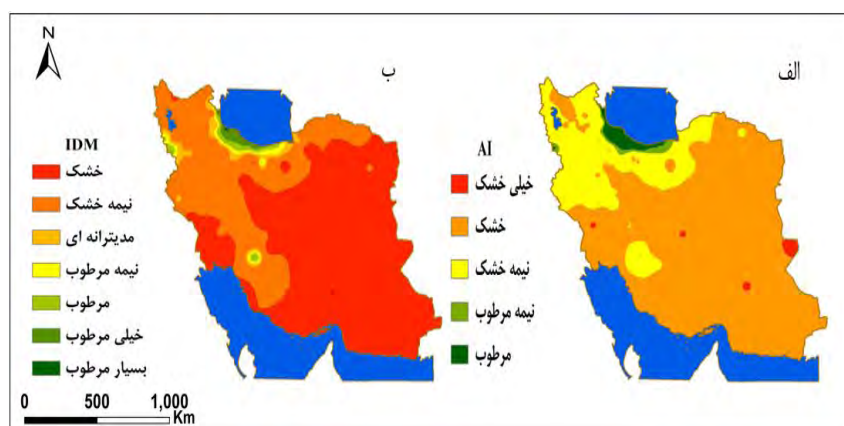 N
الف
ب
AI
خیلی خشک
خشک
نیمه خشک
نیمه مرطوب
مرطوب
IDM
خشک
نیمه خشک
مدیترانه ای
نیمه مرطوب
مرطوب
خیلی مرطوب
بسیار مرطوب
0 500 1,000
Km